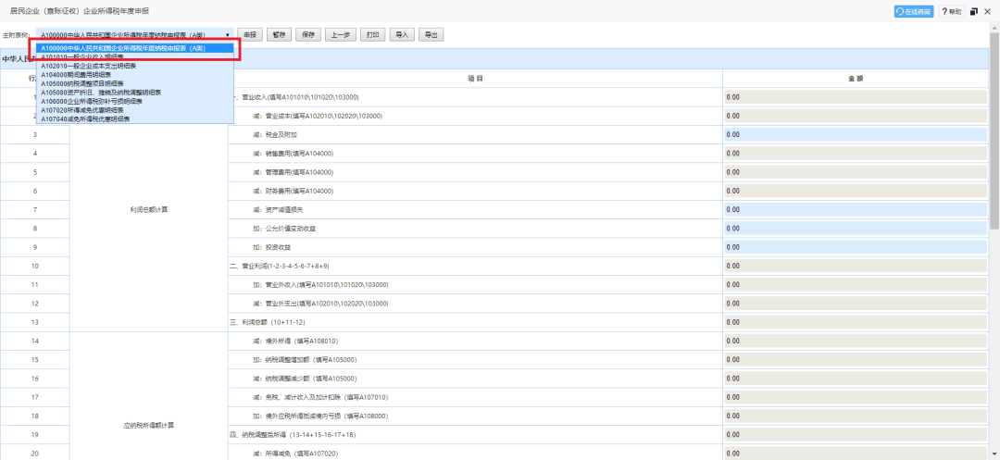 居民企业（查账征收）企业所得税年度申报
在线咨询 ? 帮助
主附表树： A100000中华人民共和国企业所得税年度纳税申报表（A类） 申报 暂存 保存 上一步 打印 导入 导出
A100000中华人民共和国企业所得税年度纳税申报表（A类）
A101010一般企业收入明细表
A102010一般企业成本支出明细表
A104000期间费用明细表
A105000纳税调整项目明细表
A105080资产折旧、摊销及纳税调整明细表
A106000企业所得税弥补亏损明细表
A107020所得减免优惠明细表
A107040减免所得税优惠明细表
中华人民
行 项 目 金 额
一、营业收入(填写A101010\101020\103000) 0.00
减：营业成本(填写A102010\102020\103000) 0.00
3 减：税金及附加 0.00
4 减：销售费用(填写A104000) 0.00
5 减：管理费用(填写A104000) 0.00
6 减：财务费用(填写A104000) 0.00
7 利润总额计算 减：资产减值损失 0.00
8 加：公允价值变动收益 0.00
9 加：投资收益 0.00
10 二、营业利润(1-2-3-4-5-6-7+8+9) 0.00
11 加：营业外收入(填写A101010\101020\103000) 0.00
12 减：营业外支出(填写A102010\102020\103000) 0.00
13 三、利润总额（10+11-12） 0.00
14 减：境外所得（填写A108010） 0.00
15 加：纳税调整增加额（填写A105000） 0.00
16 减：纳税调整减少额（填写A105000） 0.00
17 减：免税、减计收入及加计扣除（填写A107010） 0.00
18 加：境外应税所得抵减境内亏损（填写A108000） 0.00
应纳税所得额计算
19 四、纳税调整后所得（13-14+15-16-17+18） 0.00
20 减：所得减免（填写A107020） 0.00